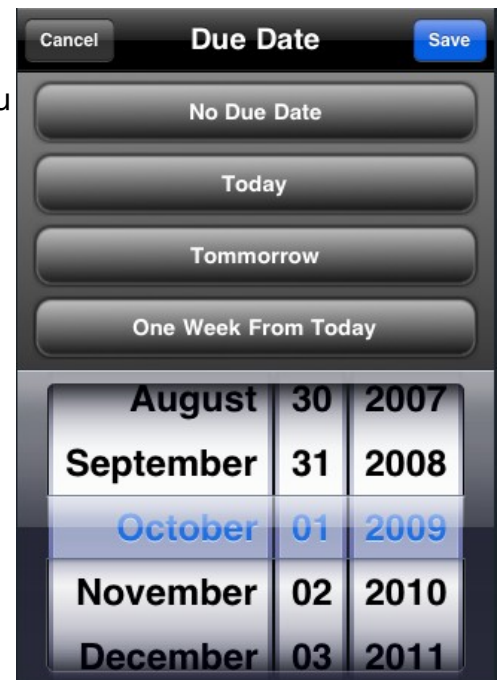 Cancel Due Date Save
u
No Due Date
Today
Tommorrow
One Week From Today
August 30 2007
September 31 2008
October 01 2009
November 02 2010
December 03 2011